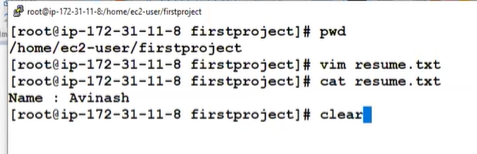 root@ip-172-31-11-8:/home/ec2-user/firstproject
[root@ip-172-31-11-8 firstproject]# pwd
/home/ec2-user/firstproject
[root@ip-172-31-11-8 firstproject]# vim resume.txt
[root@ip-172-31-11-8 firstproject]# cat resume.txt
Name : Avinash
[root@ip-172-31-11-8 firstproject]# clear